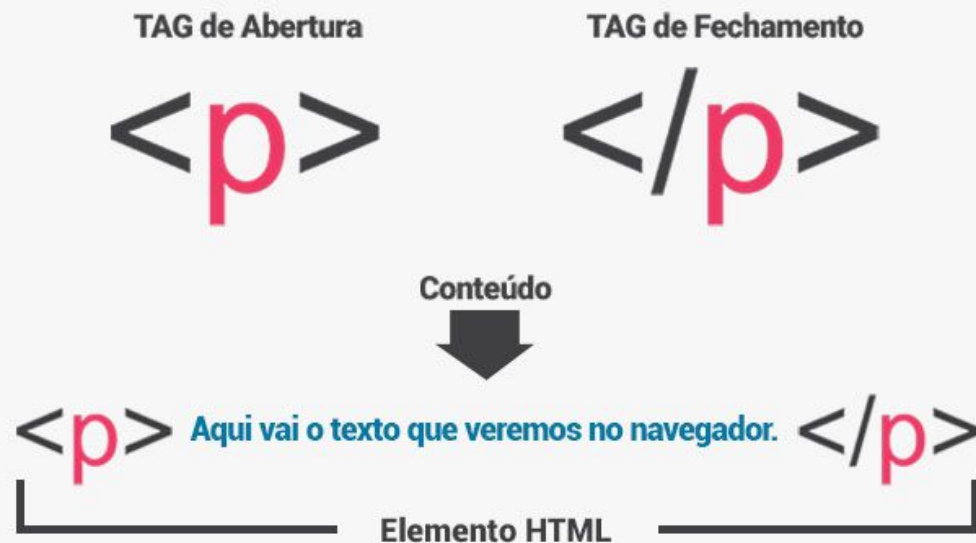 TAG de Abertura TAG de Fechamento
<p> </p>
Conteúdo
<p> Aqui vai o texto que veremos no navegador. </p>
Elemento HTML